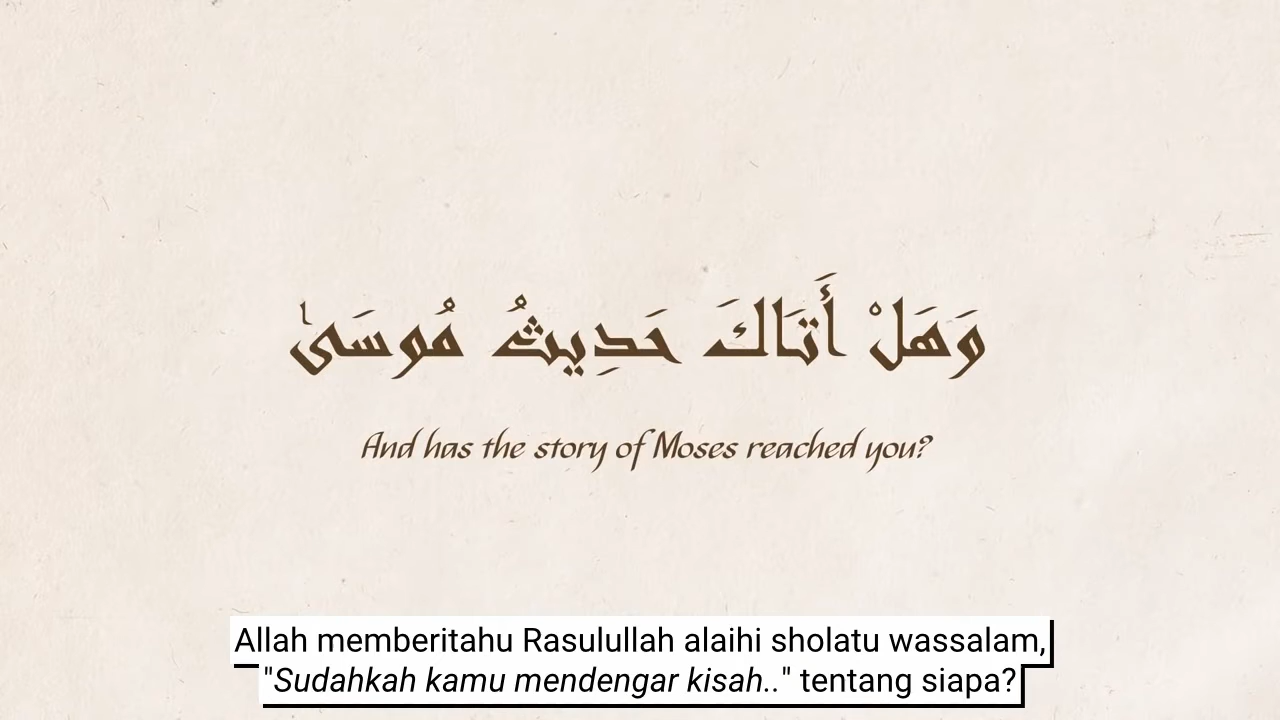 وَهَلْ أَتَاكَ حَدِيثُ مُوسَىٰ
And has the story of Moses reached you?
Allah memberitahu Rasulullah alaihi sholatu wassalam,
"Sudahkah kamu mendengar kisah.." tentang siapa?